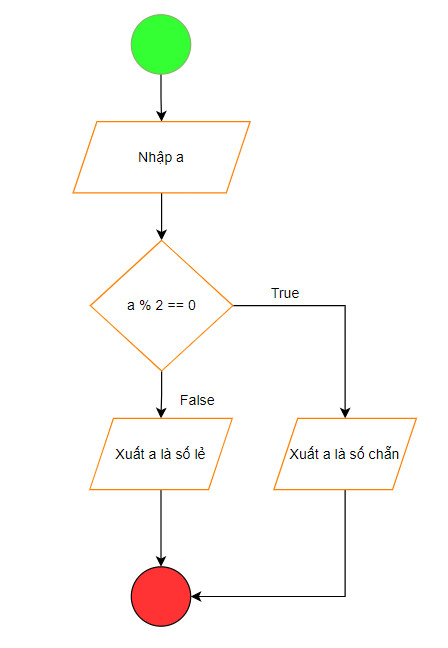 Nhập a
a % 2 == 0
True
False
Xuất a là số lẻ
Xuất a là số chẵn